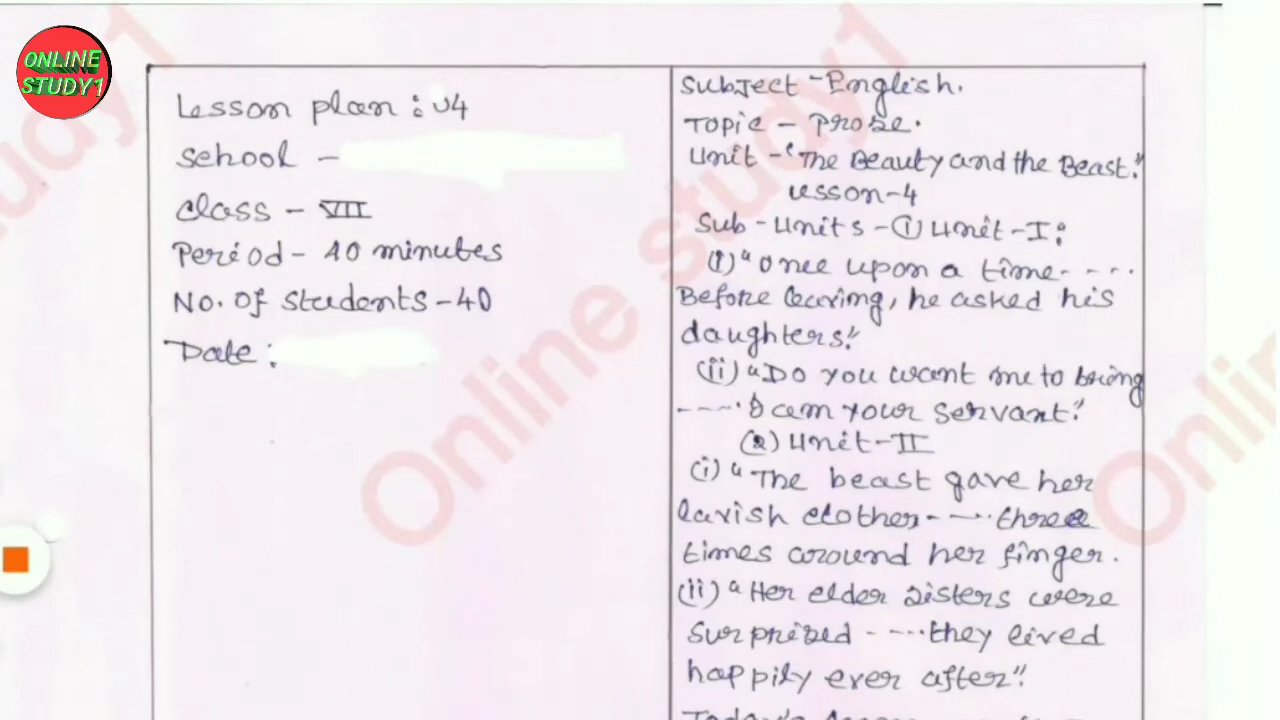 ONLINE
STUDY1
Lesson plan : 04
School -
Class - VII
Period - 40 minutes
No. of students - 40
Date :
Subject - English.
Topic - Prose.
Unit - "The Beauty and the Beast."
Lesson-4
Sub-Units - (1) Unit-I:
(i) "Once upon a time-----
Before leaving, he asked his
daughters."
(ii) "Do you want me to bring
----- I am your servant."
(2) Unit-II
(i) "The beast gave her
lavish clothes----- three
times around her finger.
(ii) "Her elder sisters were
surprised -----they lived
happily ever after".
Today's
Online study1